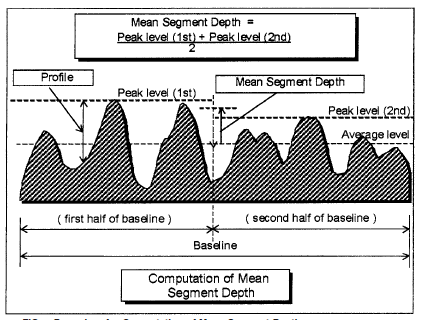 Mean Segment Depth =
Peak level (1st) + Peak level (2nd)
2
Profile
Mean Segment Depth
Peak level (1st)
Peak level (2nd)
Average level
( first half of baseline )
( second half of baseline )
Baseline
Computation of Mean
Segment Depth